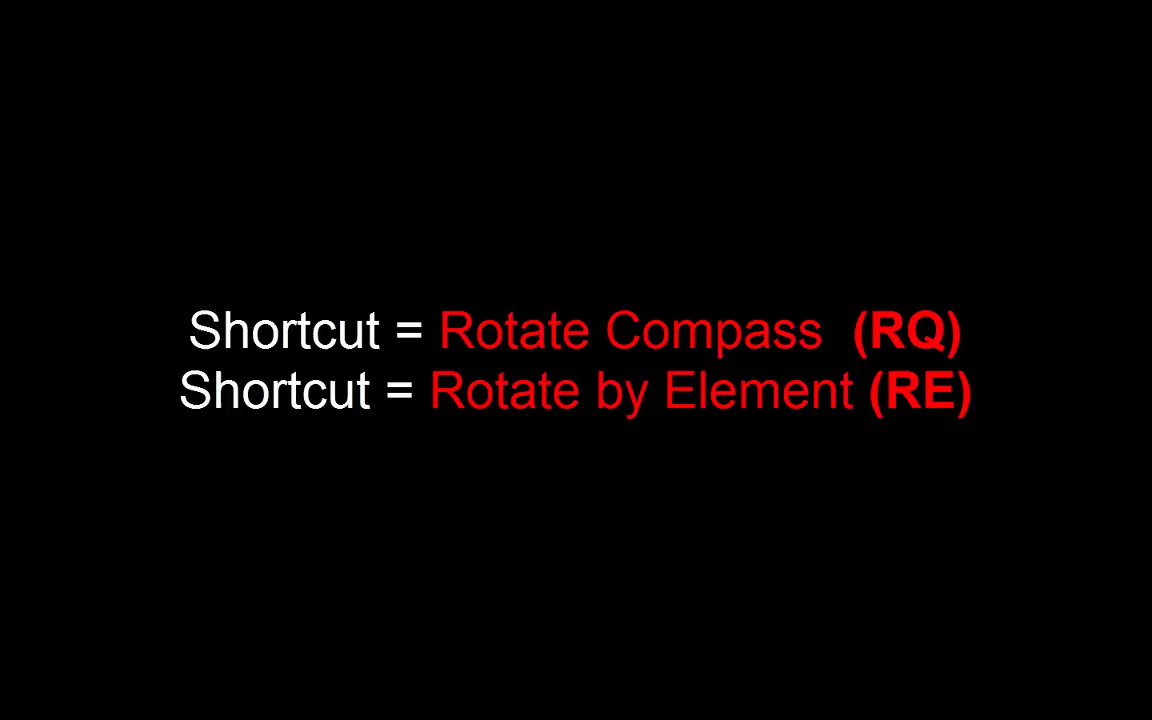 Shortcut = Rotate Compass (RQ)
Shortcut = Rotate by Element (RE)